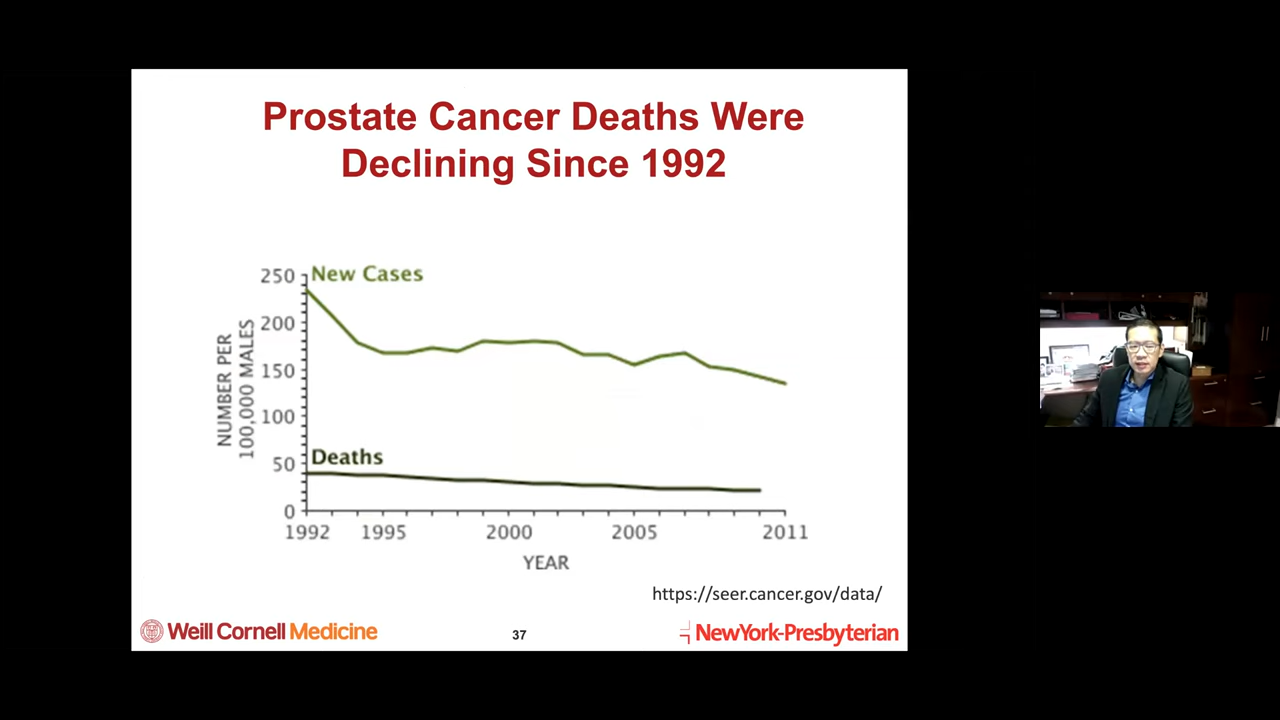 Prostate Cancer Deaths Were
Declining Since 1992
250
New Cases
200
150
100
50
0
NUMBER PER
100,000 MALES
Deaths
1992
1995
2000
2005
2011
YEAR
https://seer.cancer.gov/data/
Weill Cornell Medicine
37
NewYork-Presbyterian